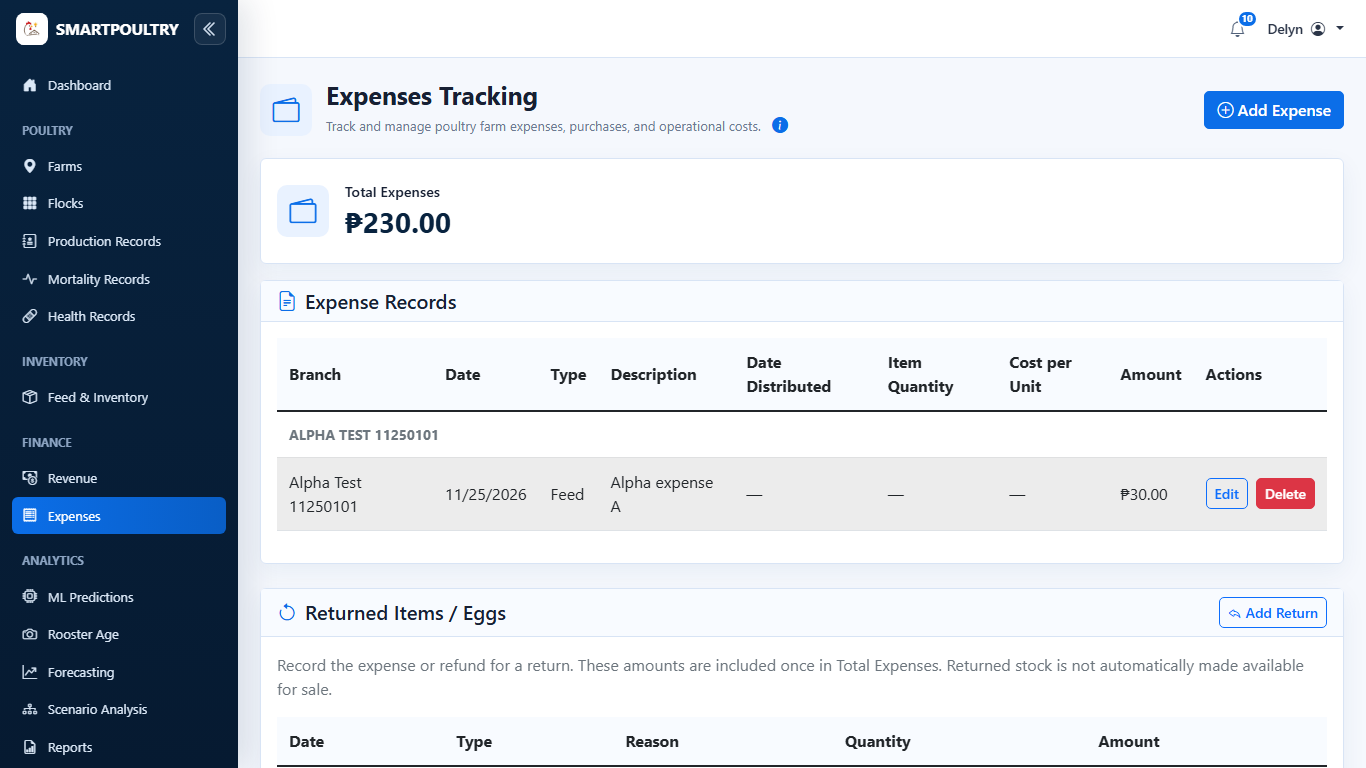 SMARTPOULTRY
10
Delyn
Dashboard
POULTRY
Farms
Flocks
Production Records
Mortality Records
Health Records
INVENTORY
Feed & Inventory
FINANCE
Revenue
Expenses
ANALYTICS
ML Predictions
Rooster Age
Forecasting
Scenario Analysis
Reports
Expenses Tracking
Track and manage poultry farm expenses, purchases, and operational costs.
Add Expense
Total Expenses
₱230.00
Expense Records
Branch Date Type Description Date Distributed Item Quantity Cost per Unit Amount Actions
ALPHA TEST 11250101
Alpha Test 11250101 11/25/2026 Feed Alpha expense A — — — ₱30.00 Edit Delete
Returned Items / Eggs
Add Return
Record the expense or refund for a return. These amounts are included once in Total Expenses. Returned stock is not automatically made available
for sale.
Date Type Reason Quantity Amount